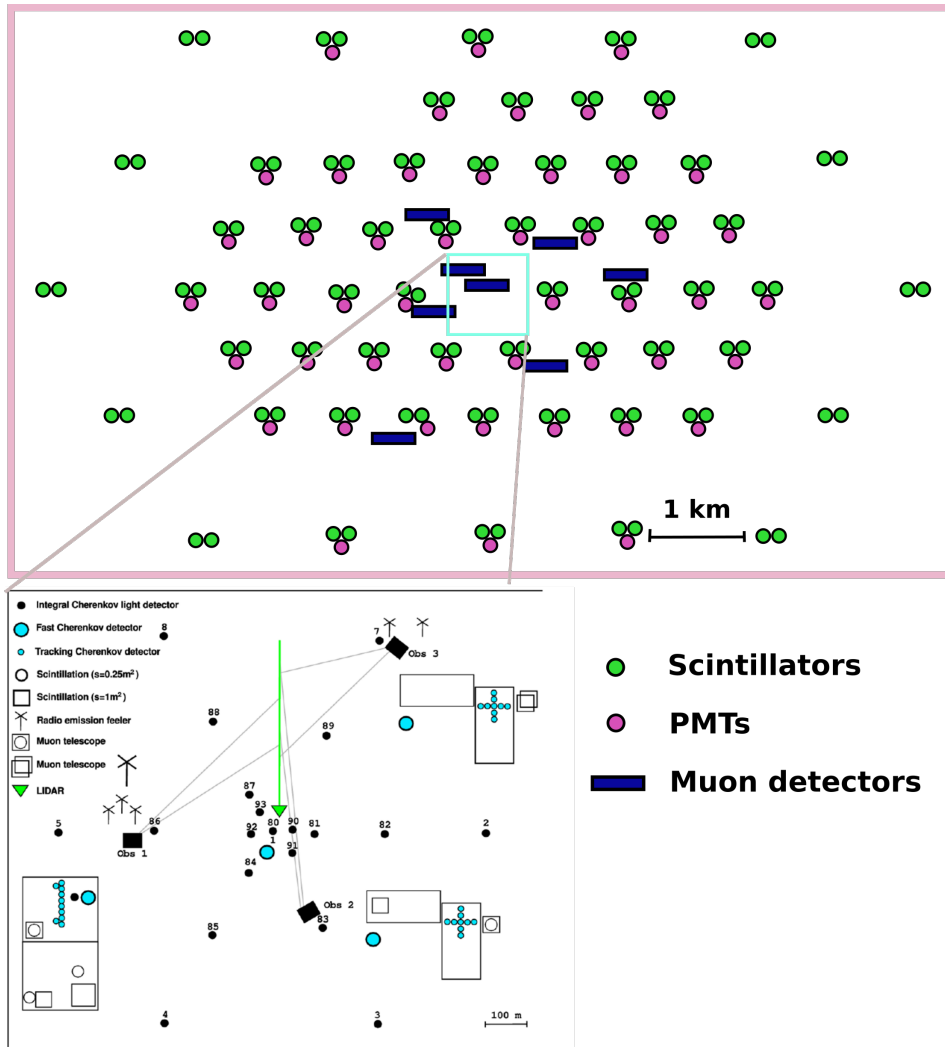 1 km
Integral Cherenkov light detector
Fast Cherenkov detector
Tracking Cherenkov detector
Scintillation (s=0.25m²)
Scintillation (s=1m²)
Radio emission feeler
Muon telescope
Muon telescope
LIDAR
8
7
Obs 3
88
89
87
93
5
86
92
80
90
81
82
2
1
Obs 1
91
84
Obs 2
83
85
4
3
100 m
Scintillators
PMTs
Muon detectors